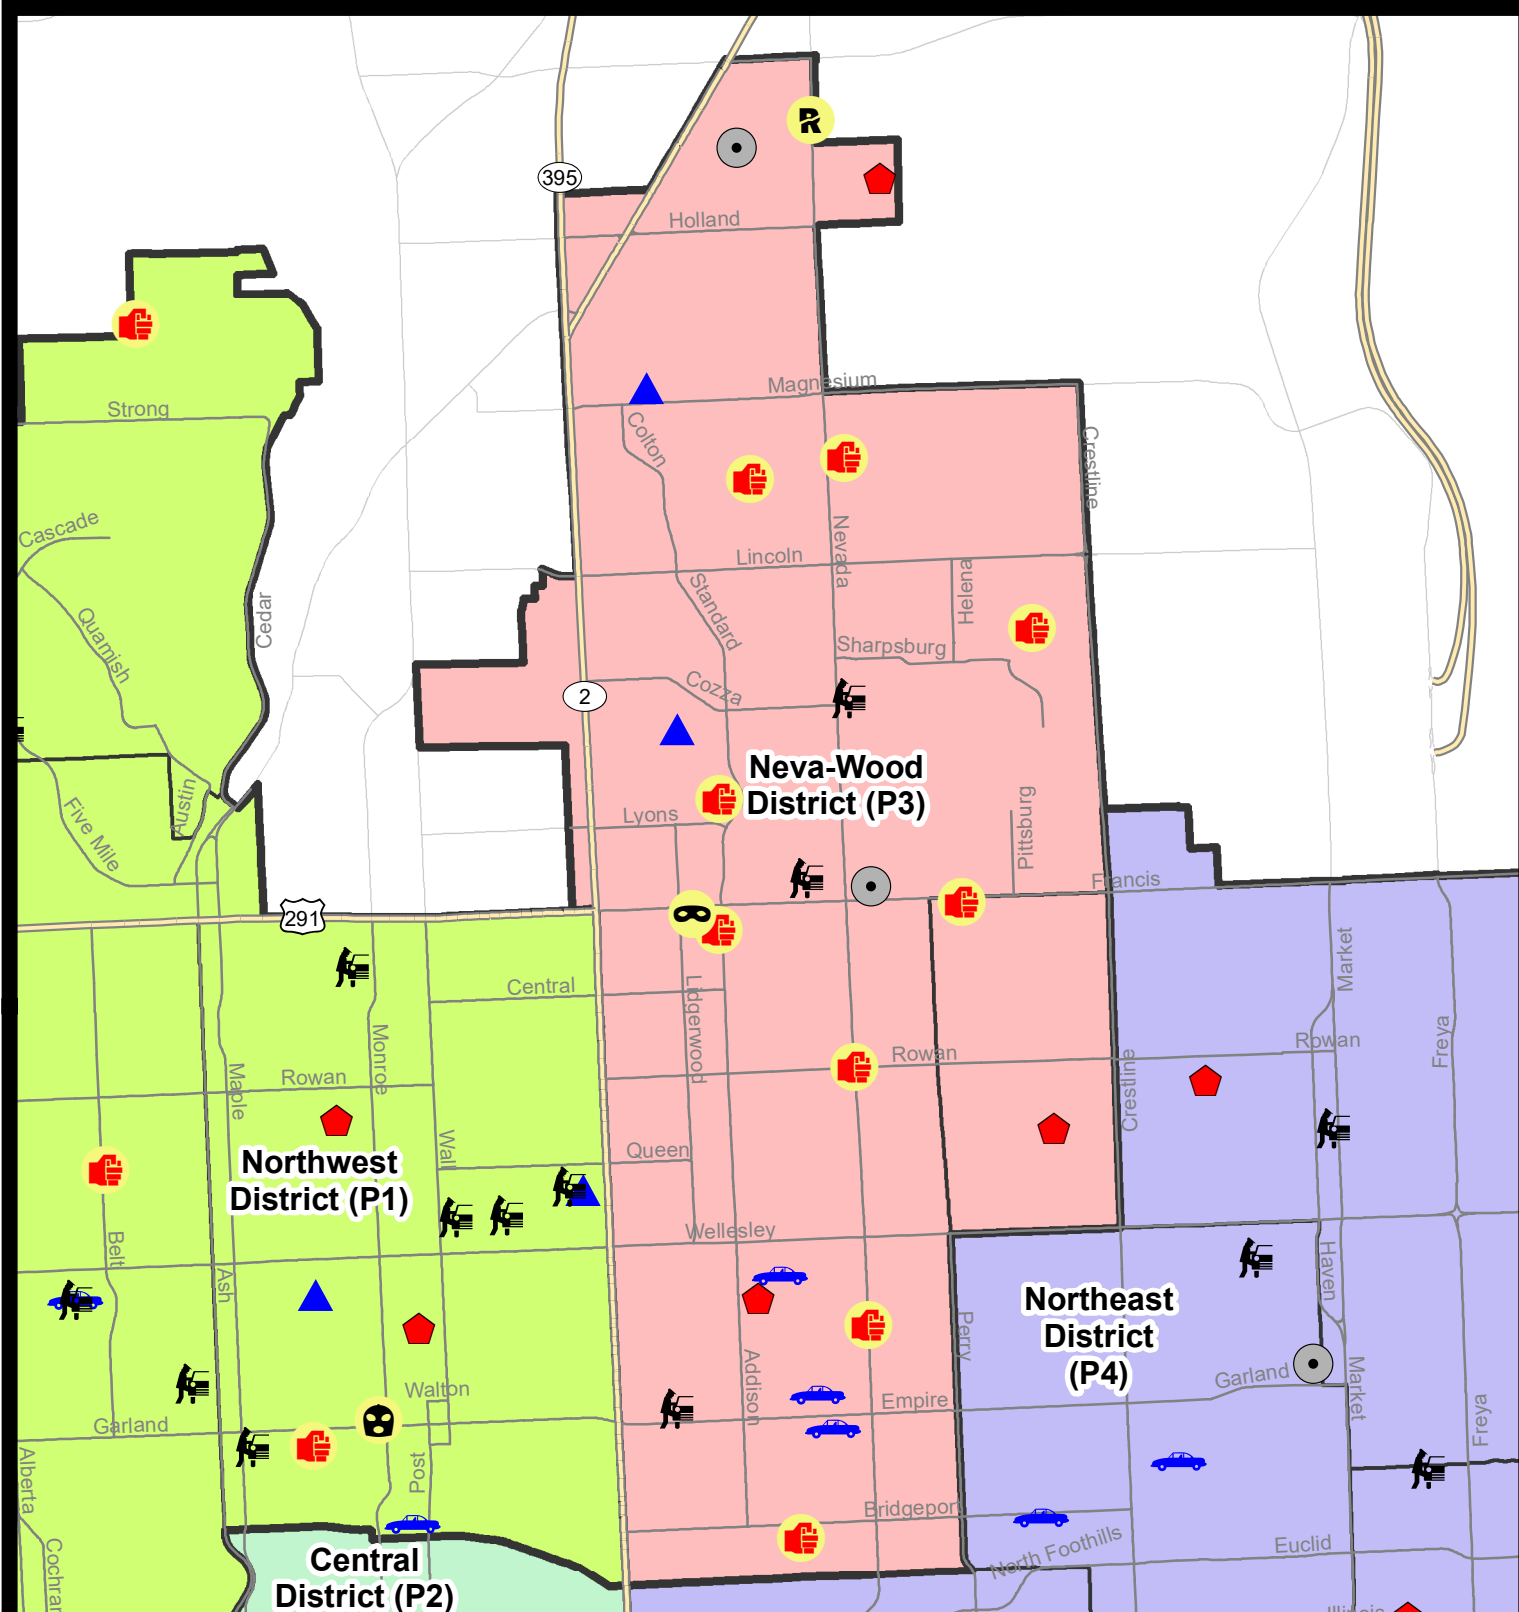 395
Holland
Magnesium
Strong
Colton
Crestline
Cascade
Nevada
Lincoln
Helena
Cedar
Quamish
Standard
Sharpsburg
2
Cozza
Neva-Wood
District (P3)
Austin
Five Mile
Lyons
Pittsburg
Francis
291
Market
Central
Lidgerwood
Monroe
Freya
Rowan
Rowan
Rowan
Maple
Crestline
Wall
Queen
Northwest
District (P1)
Wellesley
Belt
Ash
Haven
Northeast
District
(P4)
Perry
Addison
Walton
Garland
Market
Empire
Garland
Freya
Alberta
Post
Bridgeport
North Foothills
Euclid
Central
District (P2)
Cochran
Illinois